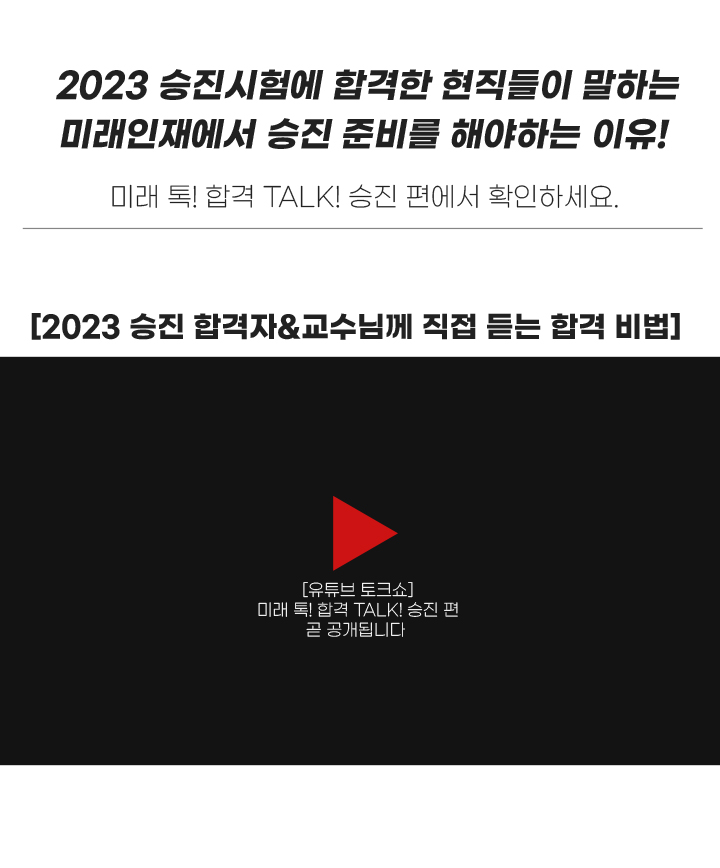 2023 승진시험에 합격한 현직들이 말하는
미래인재에서 승진 준비를 해야하는 이유!
미래 톡! 합격 TALK! 승진 편에서 확인하세요.
[2023 승진 합격자&교수님께 직접 듣는 합격 비법]
[유튜브 토크쇼]
미래 톡! 합격 TALK! 승진 편
곧 공개됩니다